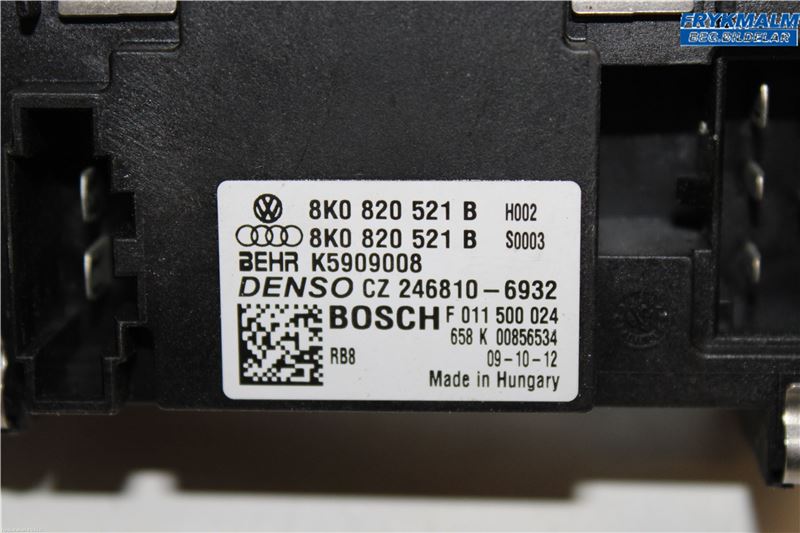 FRYKMALM
BEG.BILDELAR
8K0 820 521 B H002
8K0 820 521 B S0003
BEHR K5909008
DENSO CZ 246810-6932
BOSCH F 011 500 024
658 K 00856534
RB8 09-10-12
Made in Hungary